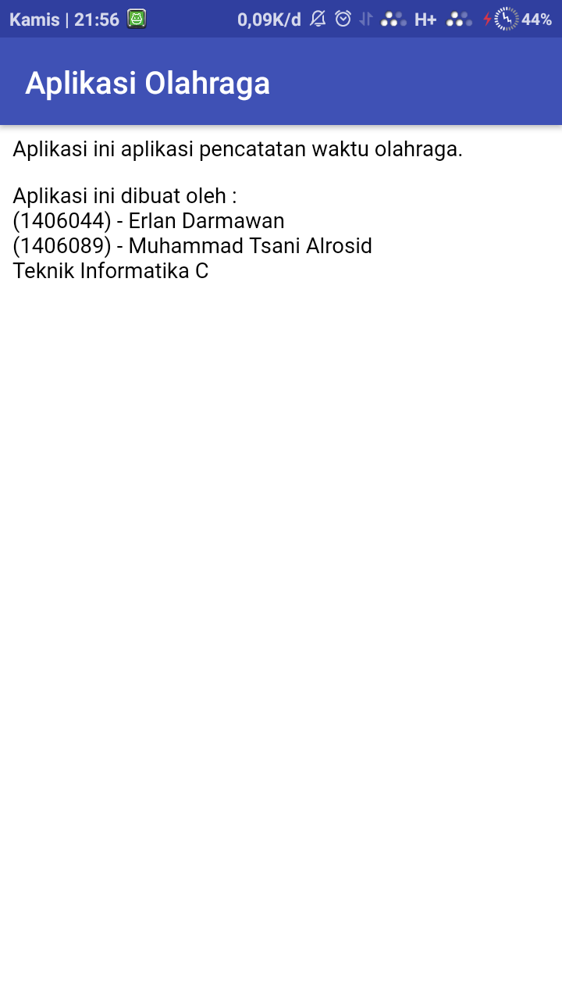 Kamis | 21:56 0,09K/d H+ 44%
Aplikasi Olahraga
Aplikasi ini aplikasi pencatatan waktu olahraga.
Aplikasi ini dibuat oleh :
(1406044) - Erlan Darmawan
(1406089) - Muhammad Tsani Alrosid
Teknik Informatika C